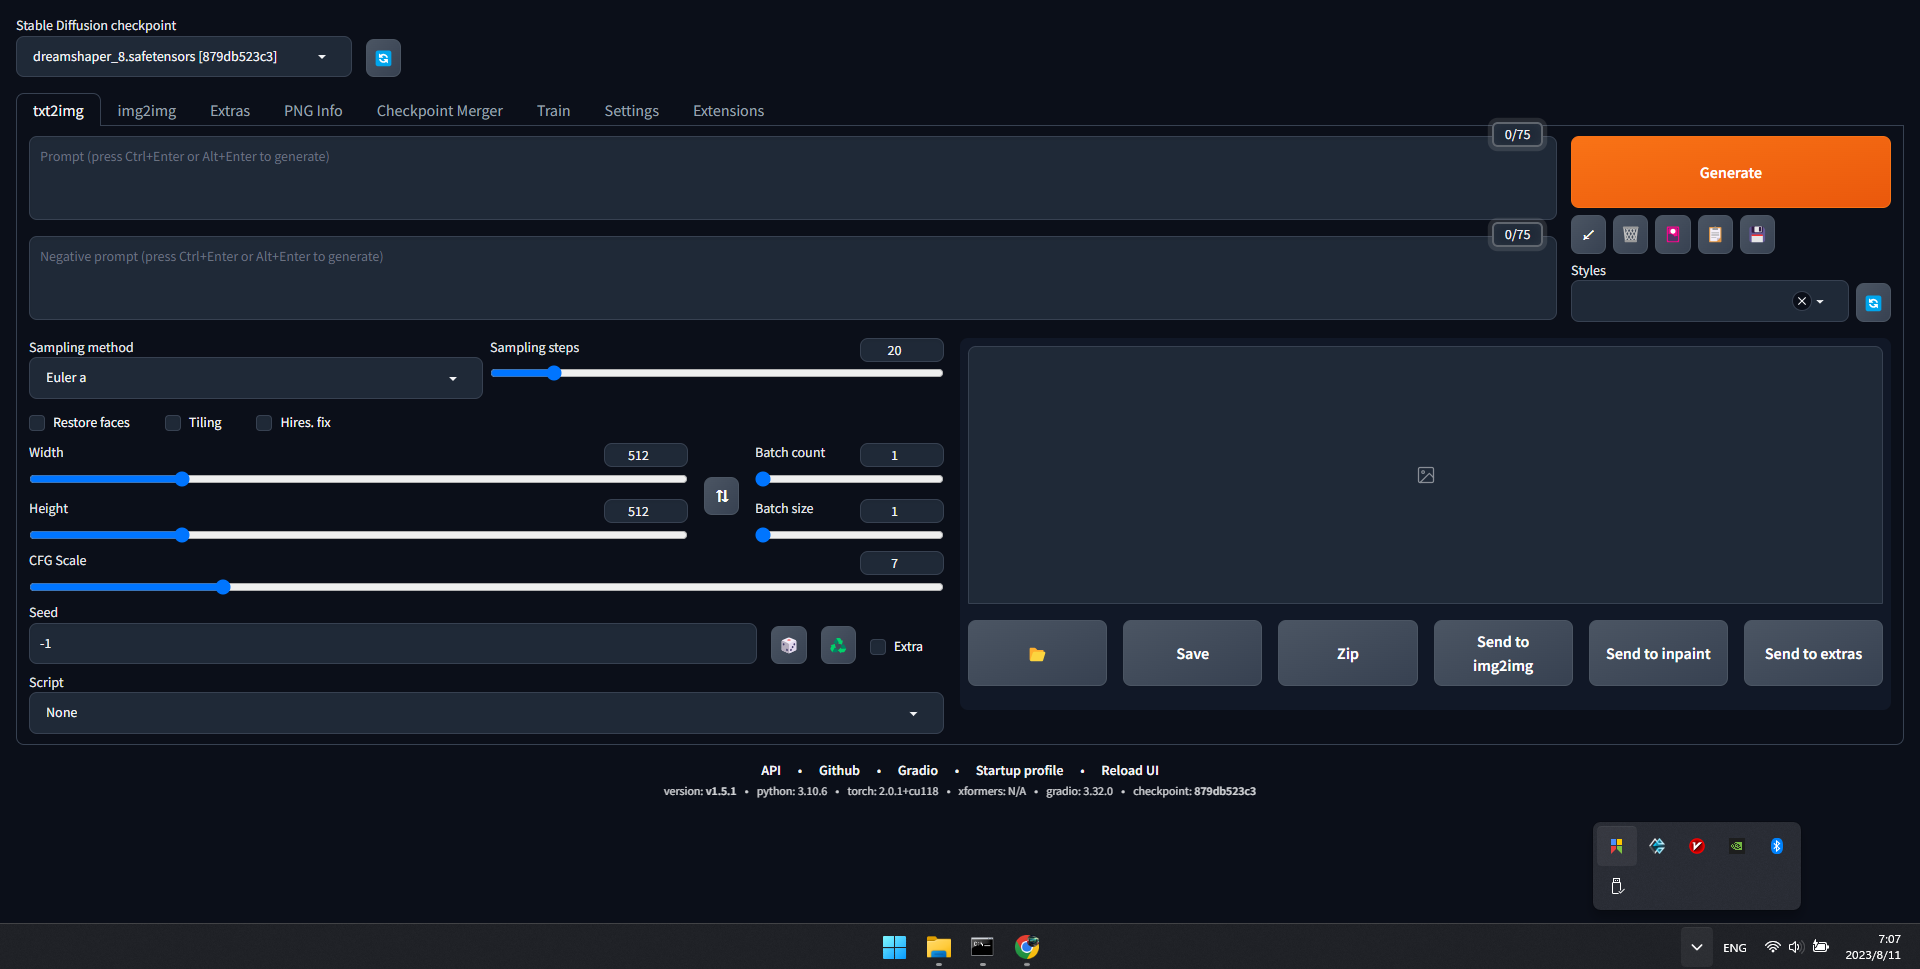 Stable Diffusion checkpoint
dreamshaper_8.safetensors [879db523c3]
txt2img img2img Extras PNG Info Checkpoint Merger Train Settings Extensions
0/75
Prompt (press Ctrl+Enter or Alt+Enter to generate)
Generate
0/75
Negative prompt (press Ctrl+Enter or Alt+Enter to generate)
Styles
Sampling method
Euler a
Sampling steps
20
Restore faces Tiling Hires. fix
Width
512
Batch count
1
Height
512
Batch size
1
CFG Scale
7
Seed
-1
Extra
Script
None
Save
Zip
Send to
img2img
Send to inpaint
Send to extras
API • Github • Gradio • Startup profile • Reload UI
version: v1.5.1 • python: 3.10.6 • torch: 2.0.1+cu118 • xformers: N/A • gradio: 3.32.0 • checkpoint: 879db523c3
ENG
7:07
2023/8/11